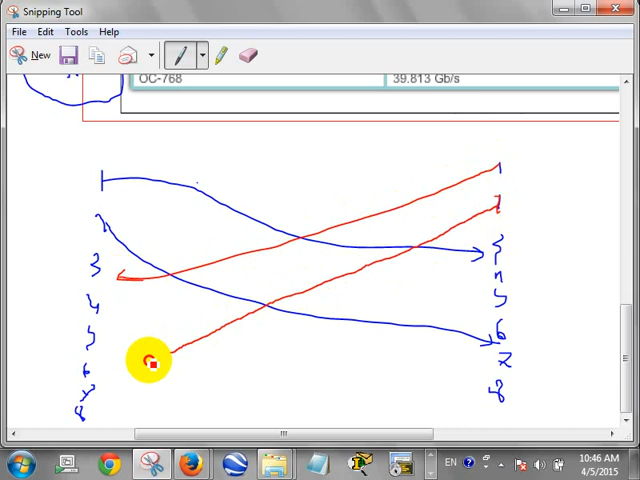 Snipping Tool
File Edit Tools Help
New
OC-768 39.813 Gb/s
1 1
2 2
3 3
4 4
5 5
6 6
7 7
8 8
EN
10:46 AM
4/5/2015